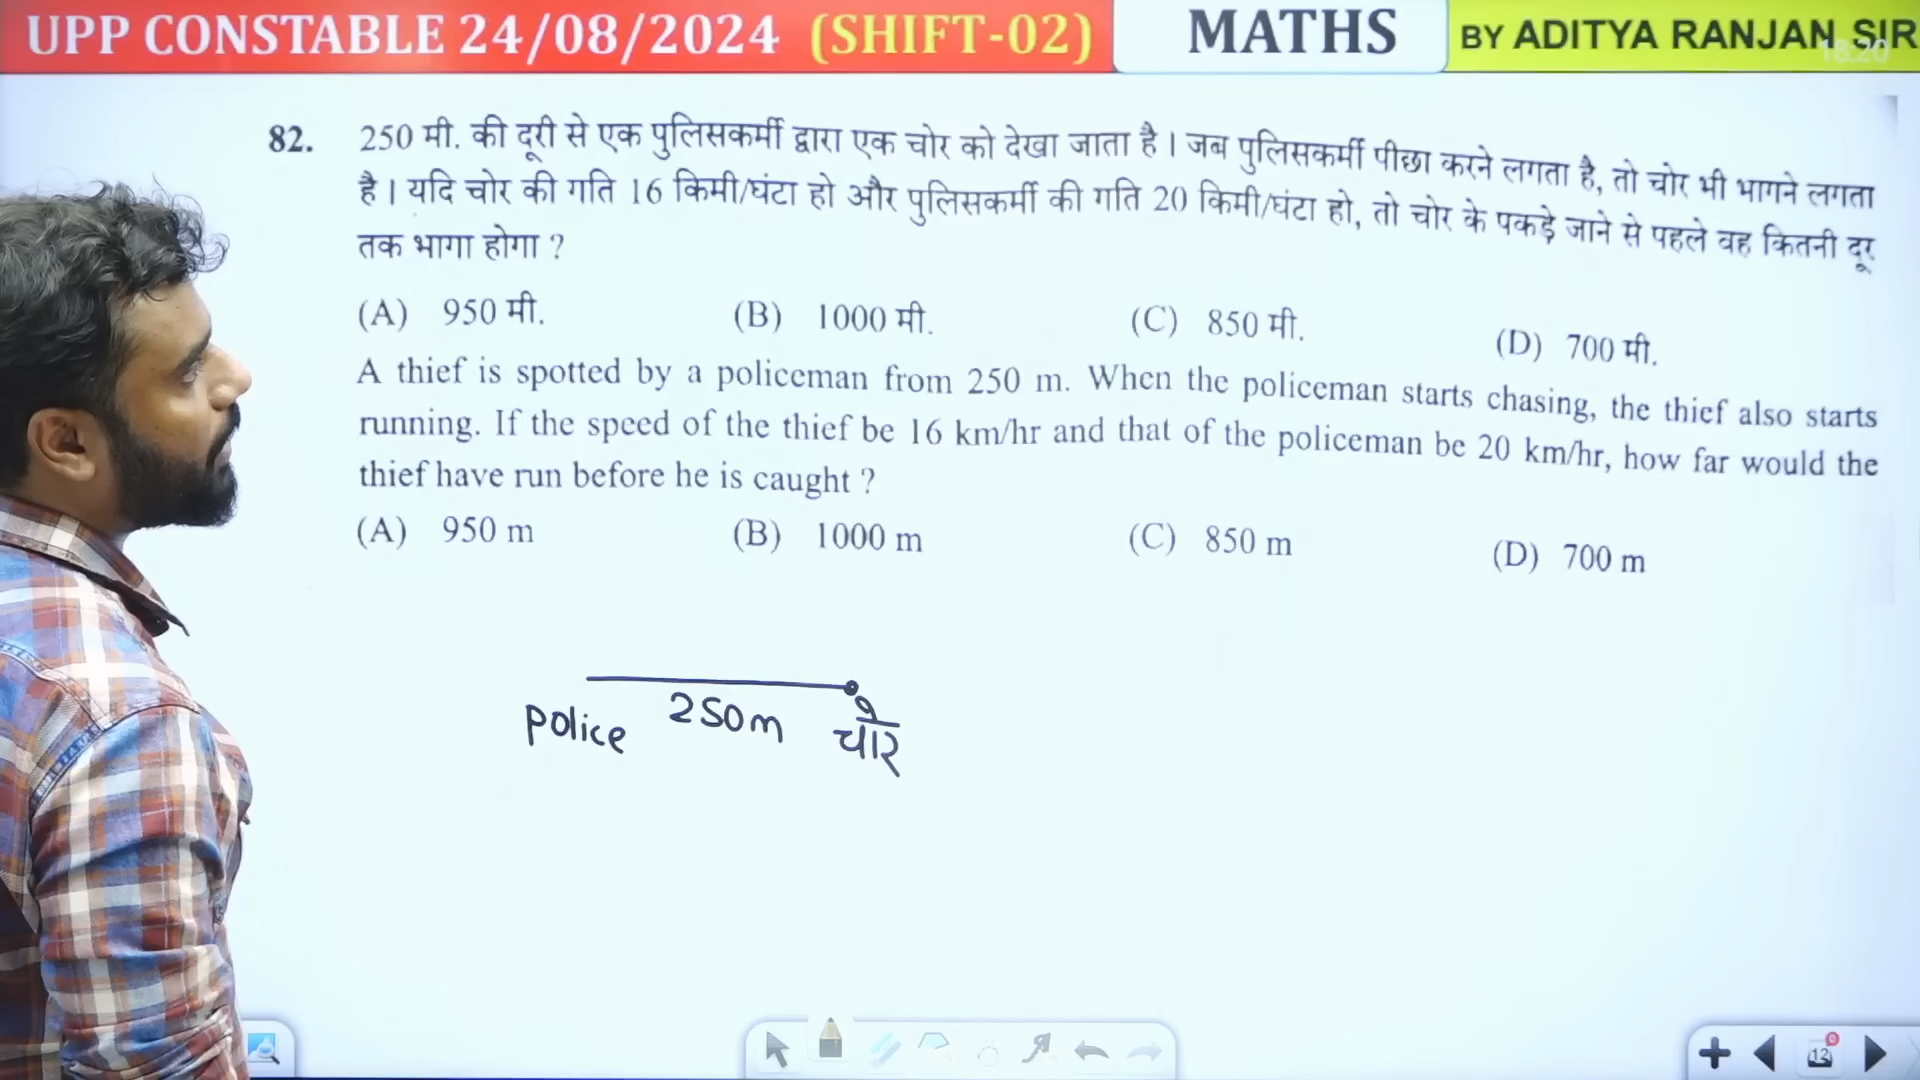 UPP CONSTABLE 24/08/2024 (SHIFT-02) MATHS BY ADITYA RANJAN SIR
18:20
82. 250 मी. की दूरी से एक पुलिसकर्मी द्वारा एक चोर को देखा जाता है । जब पुलिसकर्मी पीछा करने लगता है, तो चोर भी भागने लगता
है । यदि चोर की गति 16 किमी/घंटा हो और पुलिसकर्मी की गति 20 किमी/घंटा हो, तो चोर के पकड़े जाने से पहले वह कितनी दूर
तक भागा होगा ?
(A) 950 मी. (B) 1000 मी. (C) 850 मी. (D) 700 मी.
A thief is spotted by a policeman from 250 m. When the policeman starts chasing, the thief also starts
running. If the speed of the thief be 16 km/hr and that of the policeman be 20 km/hr, how far would the
thief have run before he is caught ?
(A) 950 m (B) 1000 m (C) 850 m (D) 700 m
police 250m चोर
12